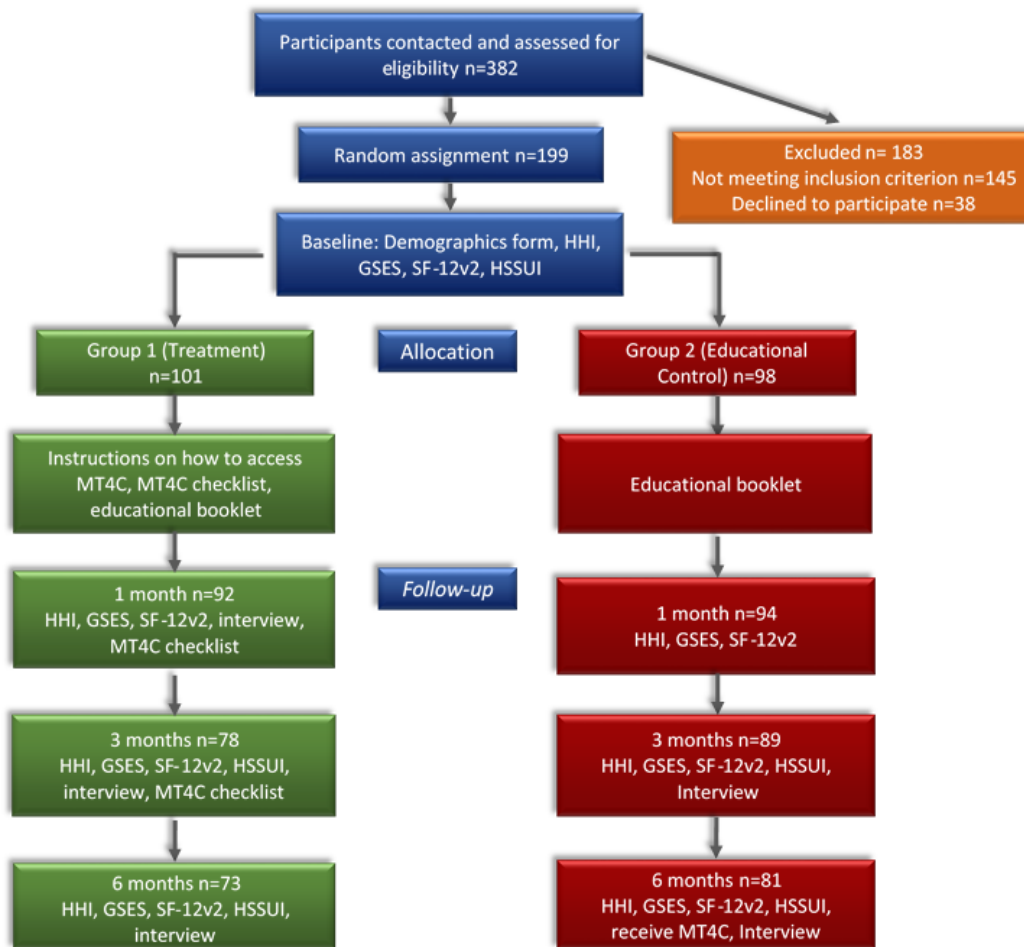 Participants contacted and assessed for
eligibility n=382
Random assignment n=199
Excluded n= 183
Not meeting inclusion criterion n=145
Declined to participate n=38
Baseline: Demographics form, HHI,
GSES, SF-12v2, HSSUI
Group 1 (Treatment)
n=101
Allocation
Group 2 (Educational
Control) n=98
Instructions on how to access
MT4C, MT4C checklist,
educational booklet
Educational booklet
1 month n=92
HHI, GSES, SF-12v2, interview,
MT4C checklist
Follow-up
1 month n=94
HHI, GSES, SF-12v2
3 months n=78
HHI, GSES, SF-12v2, HSSUI,
interview, MT4C checklist
3 months n=89
HHI, GSES, SF-12v2, HSSUI,
Interview
6 months n=73
HHI, GSES, SF-12v2, HSSUI,
interview
6 months n=81
HHI, GSES, SF-12v2, HSSUI,
receive MT4C, Interview